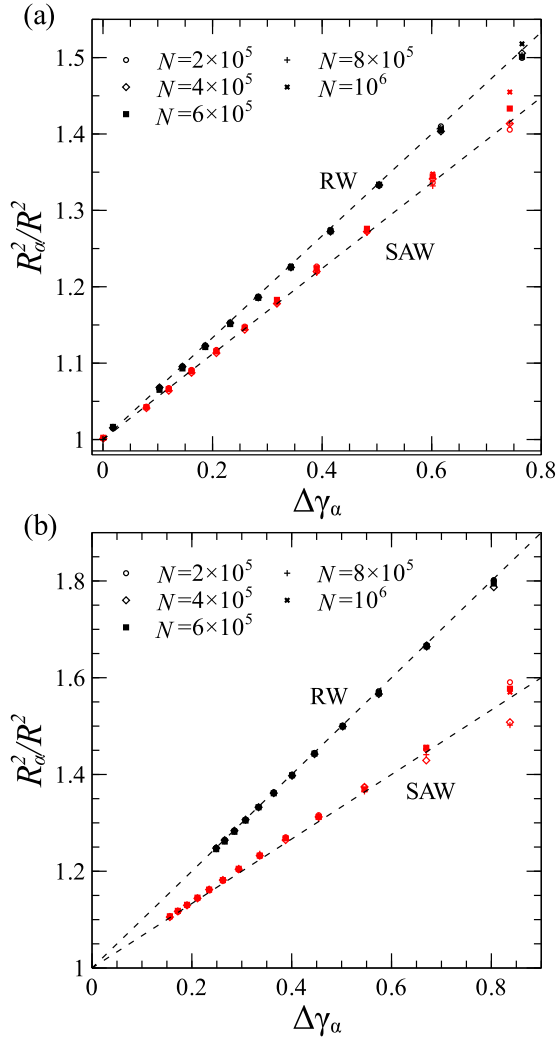 (a)
N=2×10⁵
N=8×10⁵
N=4×10⁵
N=10⁶
N=6×10⁵
1.5
1.4
1.3
1.2
1.1
1
RW
SAW
R²α/R²
0
0.2
0.4
0.6
0.8
Δγα
(b)
N=2×10⁵
N=8×10⁵
N=4×10⁵
N=10⁶
N=6×10⁵
1.8
1.6
1.4
1.2
1
RW
SAW
R²α/R²
0
0.2
0.4
0.6
0.8
Δγα